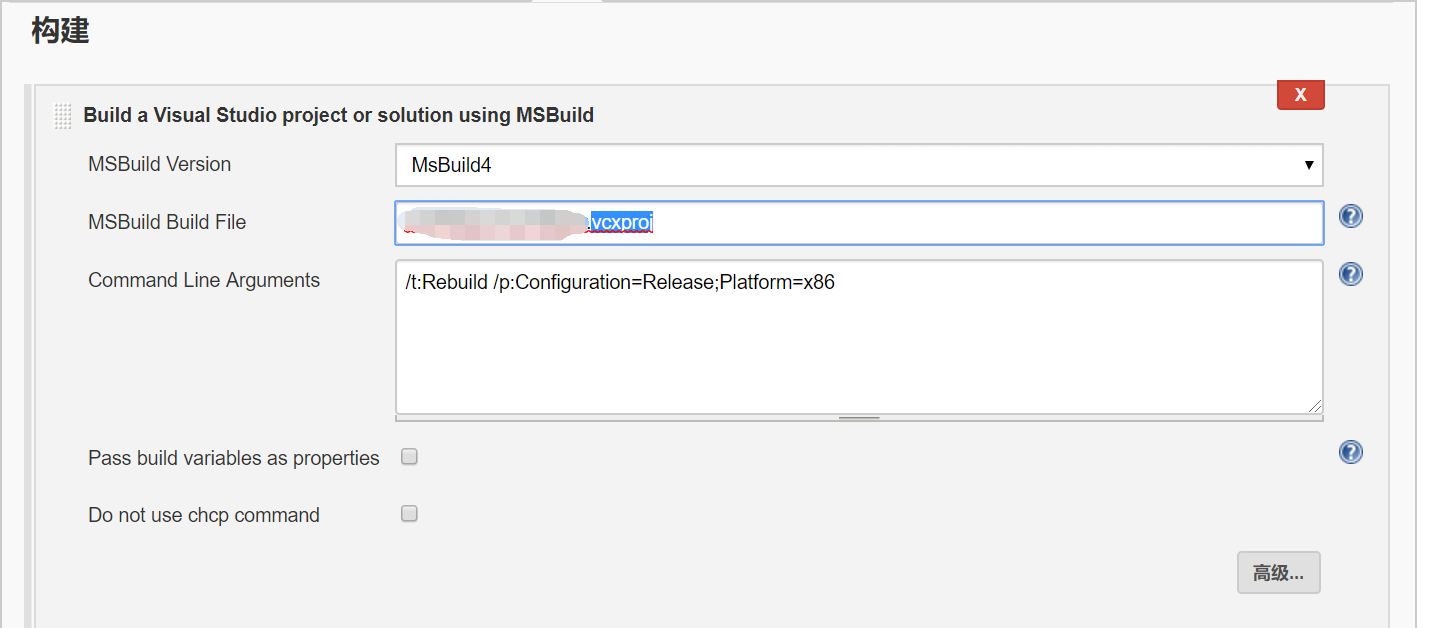 构建
X
Build a Visual Studio project or solution using MSBuild
MSBuild Version
MsBuild4
MSBuild Build File
.vcxproj
Command Line Arguments
/t:Rebuild /p:Configuration=Release;Platform=x86
Pass build variables as properties
Do not use chcp command
高级...